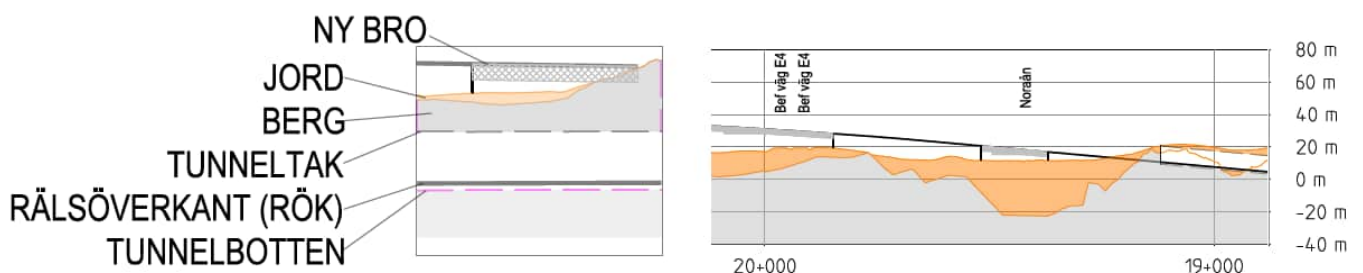 NY BRO
JORD
BERG
TUNNELTAK
RÄLSÖVERKANT (RÖK)
TUNNELBOTTEN
Bef väg E4
Bef väg E4
Noraån
80 m
60 m
40 m
20 m
0 m
-20 m
-40 m
20+000
19+000